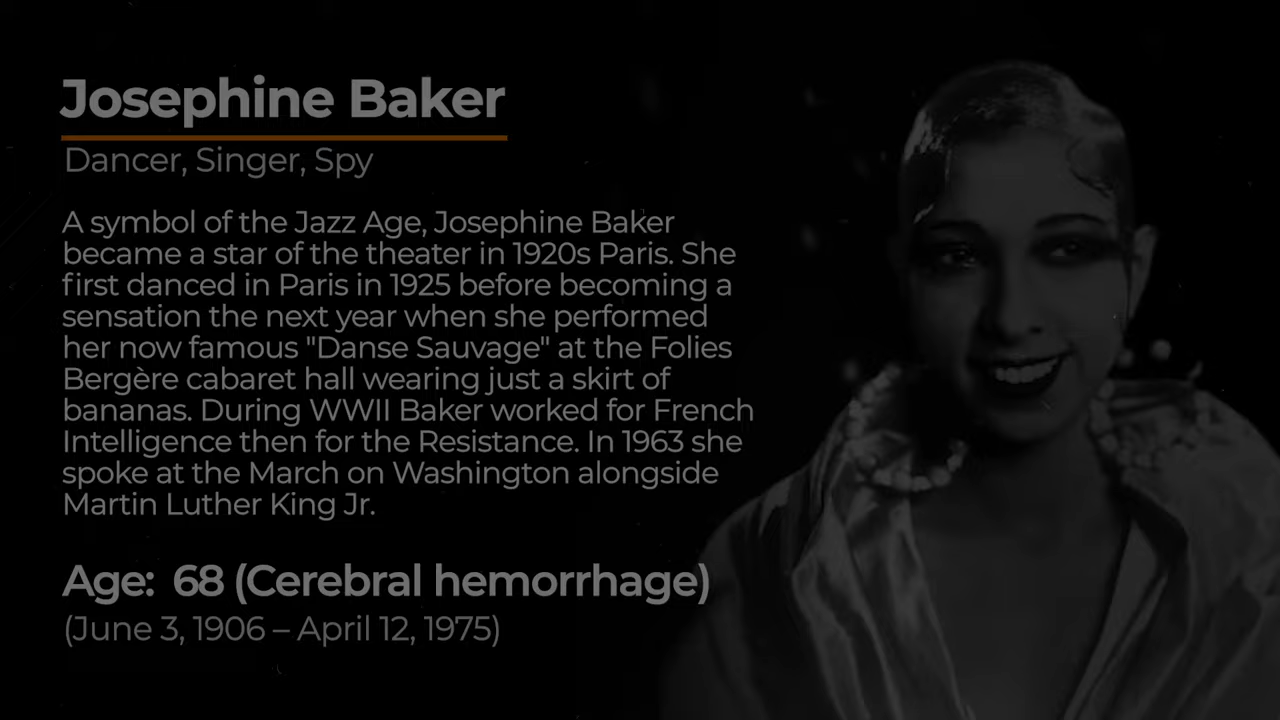 Josephine Baker
Dancer, Singer, Spy
A symbol of the Jazz Age, Josephine Baker
became a star of the theater in 1920s Paris. She
first danced in Paris in 1925 before becoming a
sensation the next year when she performed
her now famous "Danse Sauvage" at the Folies
Bergère cabaret hall wearing just a skirt of
bananas. During WWII Baker worked for French
Intelligence then for the Resistance. In 1963 she
spoke at the March on Washington alongside
Martin Luther King Jr.
Age: 68 (Cerebral hemorrhage)
(June 3, 1906 – April 12, 1975)